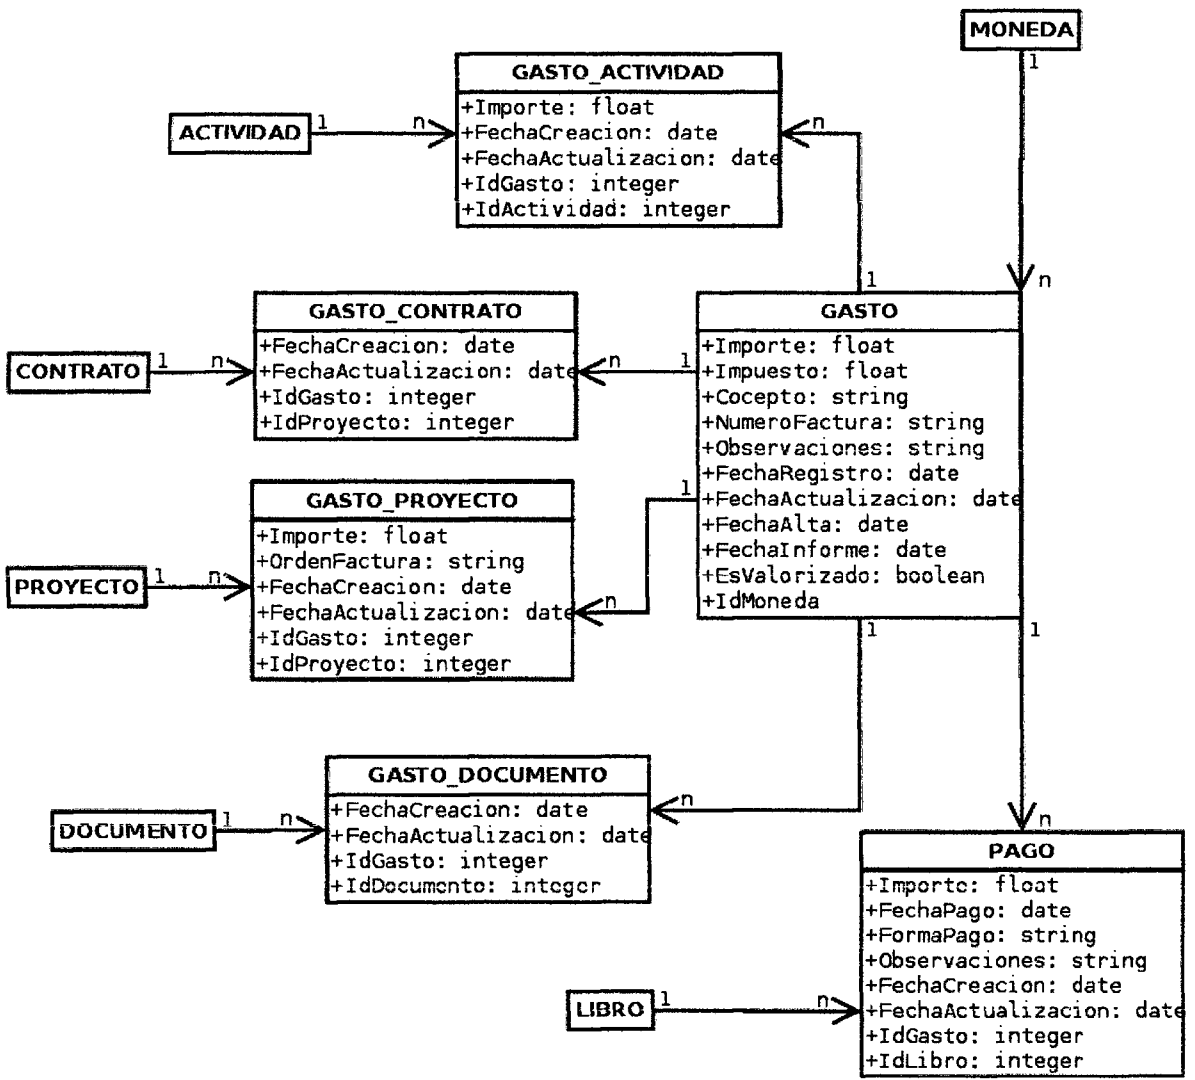 MONEDA
1
n
GASTO_ACTIVIDAD
+Importe: float
+FechaCreacion: date
+FechaActualizacion: date
+IdGasto: integer
+IdActividad: integer
ACTIVIDAD
1
n
n
1
GASTO_CONTRATO
+FechaCreacion: date
+FechaActualizacion: date
+IdGasto: integer
+IdProyecto: integer
CONTRATO
1
n
n
1
GASTO
+Importe: float
+Impuesto: float
+Cocepto: string
+NumeroFactura: string
+Observaciones: string
+FechaRegistro: date
+FechaActualizacion: date
+FechaAlta: date
+FechaInforme: date
+EsValorizado: boolean
+IdMoneda
GASTO_PROYECTO
+Importe: float
+OrdenFactura: string
+FechaCreacion: date
+FechaActualizacion: date
+IdGasto: integer
+IdProyecto: integer
PROYECTO
1
n
n
1
1
1
GASTO_DOCUMENTO
+FechaCreacion: date
+FechaActualizacion: date
+IdGasto: integer
+IdDocumento: integer
DOCUMENTO
1
n
n
n
PAGO
+Importe: float
+FechaPago: date
+FormaPago: string
+Observaciones: string
+FechaCreacion: date
+FechaActualizacion: date
+IdGasto: integer
+IdLibro: integer
LIBRO
1
n